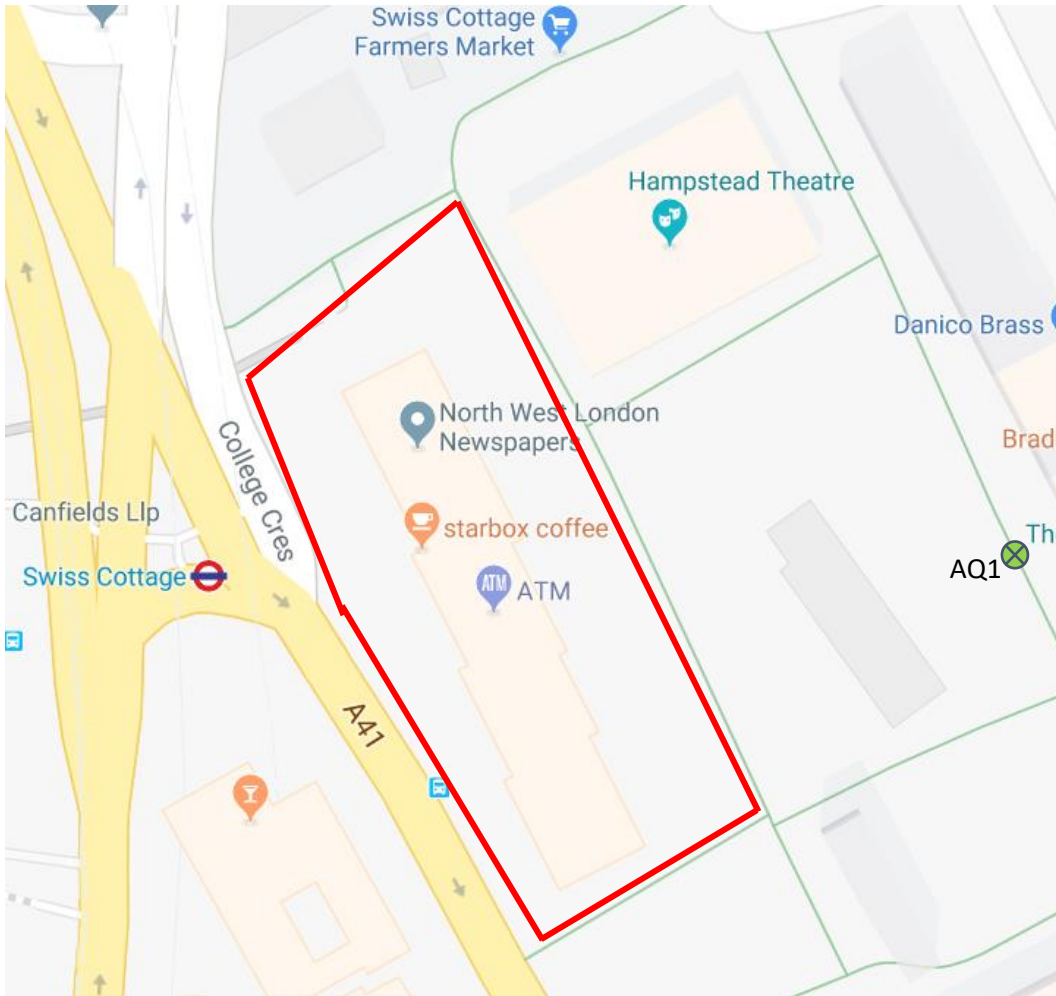 Swiss Cottage
Farmers Market
Hampstead Theatre
Danico Brass
North West London
Newspapers
Brad
College Cres
Canfields Llp
starbox coffee
Th
AQ1
Swiss Cottage
ATM
ATM
A41